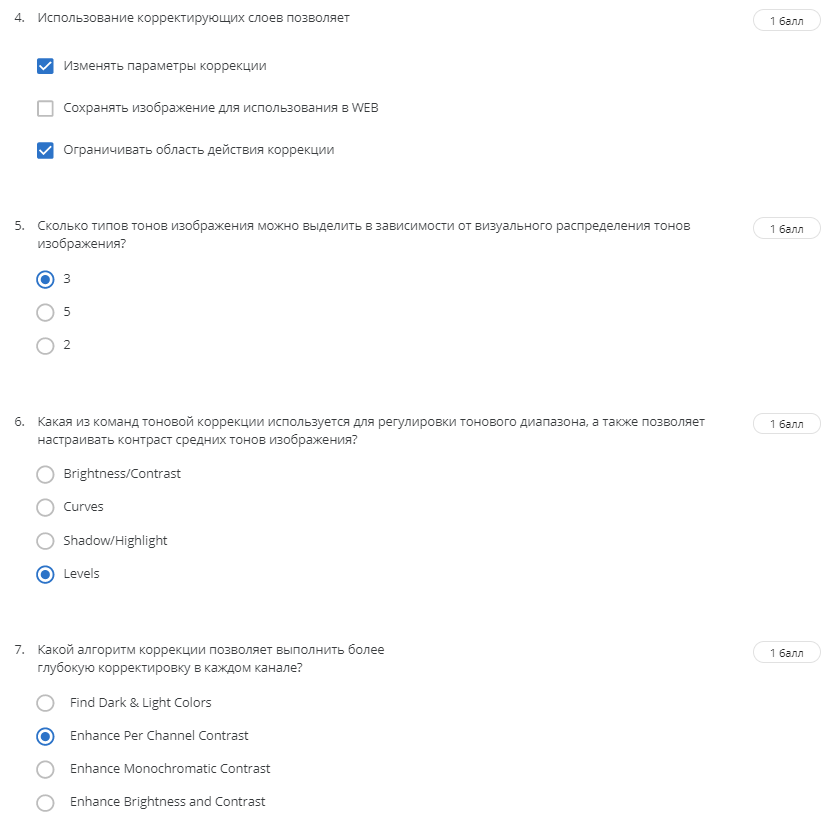 4. Использование корректирующих слоев позволяет
1 балл
Изменять параметры коррекции
Сохранять изображение для использования в WEB
Ограничивать область действия коррекции
5. Сколько типов тонов изображения можно выделить в зависимости от визуального распределения тонов
изображения?
1 балл
3
5
2
6. Какая из команд тоновой коррекции используется для регулировки тонового диапазона, а также позволяет
настраивать контраст средних тонов изображения?
1 балл
Brightness/Contrast
Curves
Shadow/Highlight
Levels
7. Какой алгоритм коррекции позволяет выполнить более
глубокую корректировку в каждом канале?
1 балл
Find Dark & Light Colors
Enhance Per Channel Contrast
Enhance Monochromatic Contrast
Enhance Brightness and Contrast